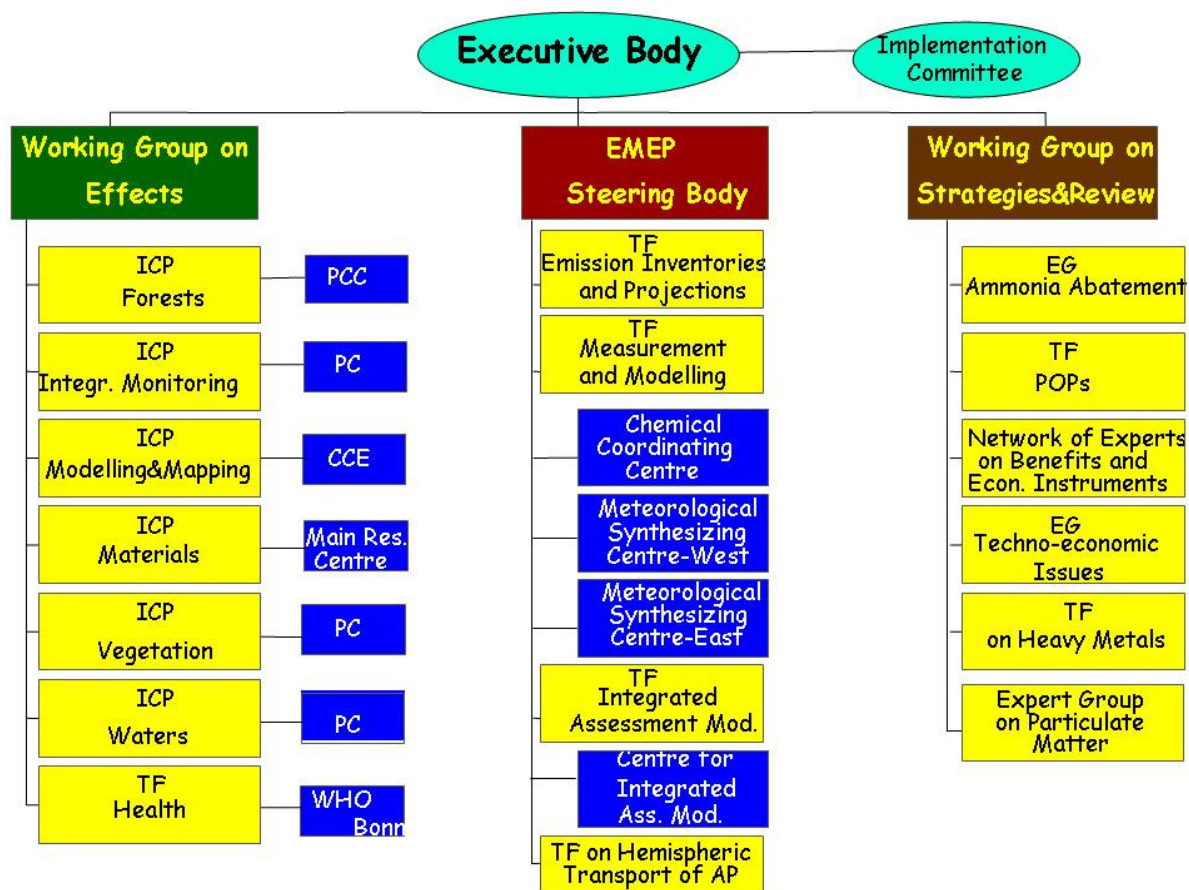 Executive Body
Implementation
Committee
Working Group on
Effects
ICP
Forests
PCC
ICP
Integr. Monitoring
PC
ICP
Modelling&Mapping
CCE
ICP
Materials
Main Res.
Centre
ICP
Vegetation
PC
ICP
Waters
PC
TF
Health
WHO
Bonn
EMEP
Steering Body
TF
Emission Inventories
and Projections
TF
Measurement
and Modelling
Chemical
Coordinating
Centre
Meteorological
Synthesizing
Centre-West
Meteorological
Synthesizing
Centre-East
TF
Integrated
Assessment Mod.
Centre for
Integrated
Ass. Mod.
TF on Hemispheric
Transport of AP
Working Group on
Strategies&Review
EG
Ammonia Abatement
TF
POPs
Network of Experts
on Benefits and
Econ. Instruments
EG
Techno-economic
Issues
TF
on Heavy Metals
Expert Group
on Particulate
Matter